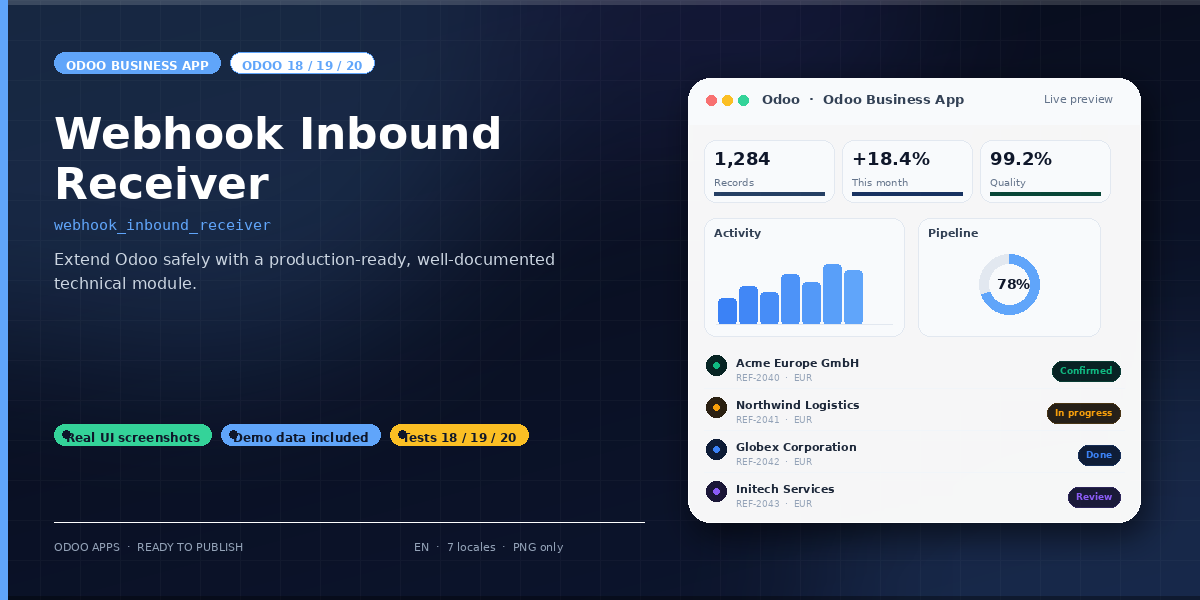 ODOO BUSINESS APP
ODOO 18 / 19 / 20
Webhook Inbound
Receiver
webhook_inbound_receiver
Extend Odoo safely with a production-ready, well-documented
technical module.
Real UI screenshots
Demo data included
Tests 18 / 19 / 20
ODOO APPS · READY TO PUBLISH
EN · 7 locales · PNG only
Odoo · Odoo Business App
Live preview
1,284
Records
+18.4%
This month
99.2%
Quality
Activity
Pipeline
78%
Acme Europe GmbH
REF-2040 · EUR
Confirmed
Northwind Logistics
REF-2041 · EUR
In progress
Globex Corporation
REF-2042 · EUR
Done
Initech Services
REF-2043 · EUR
Review